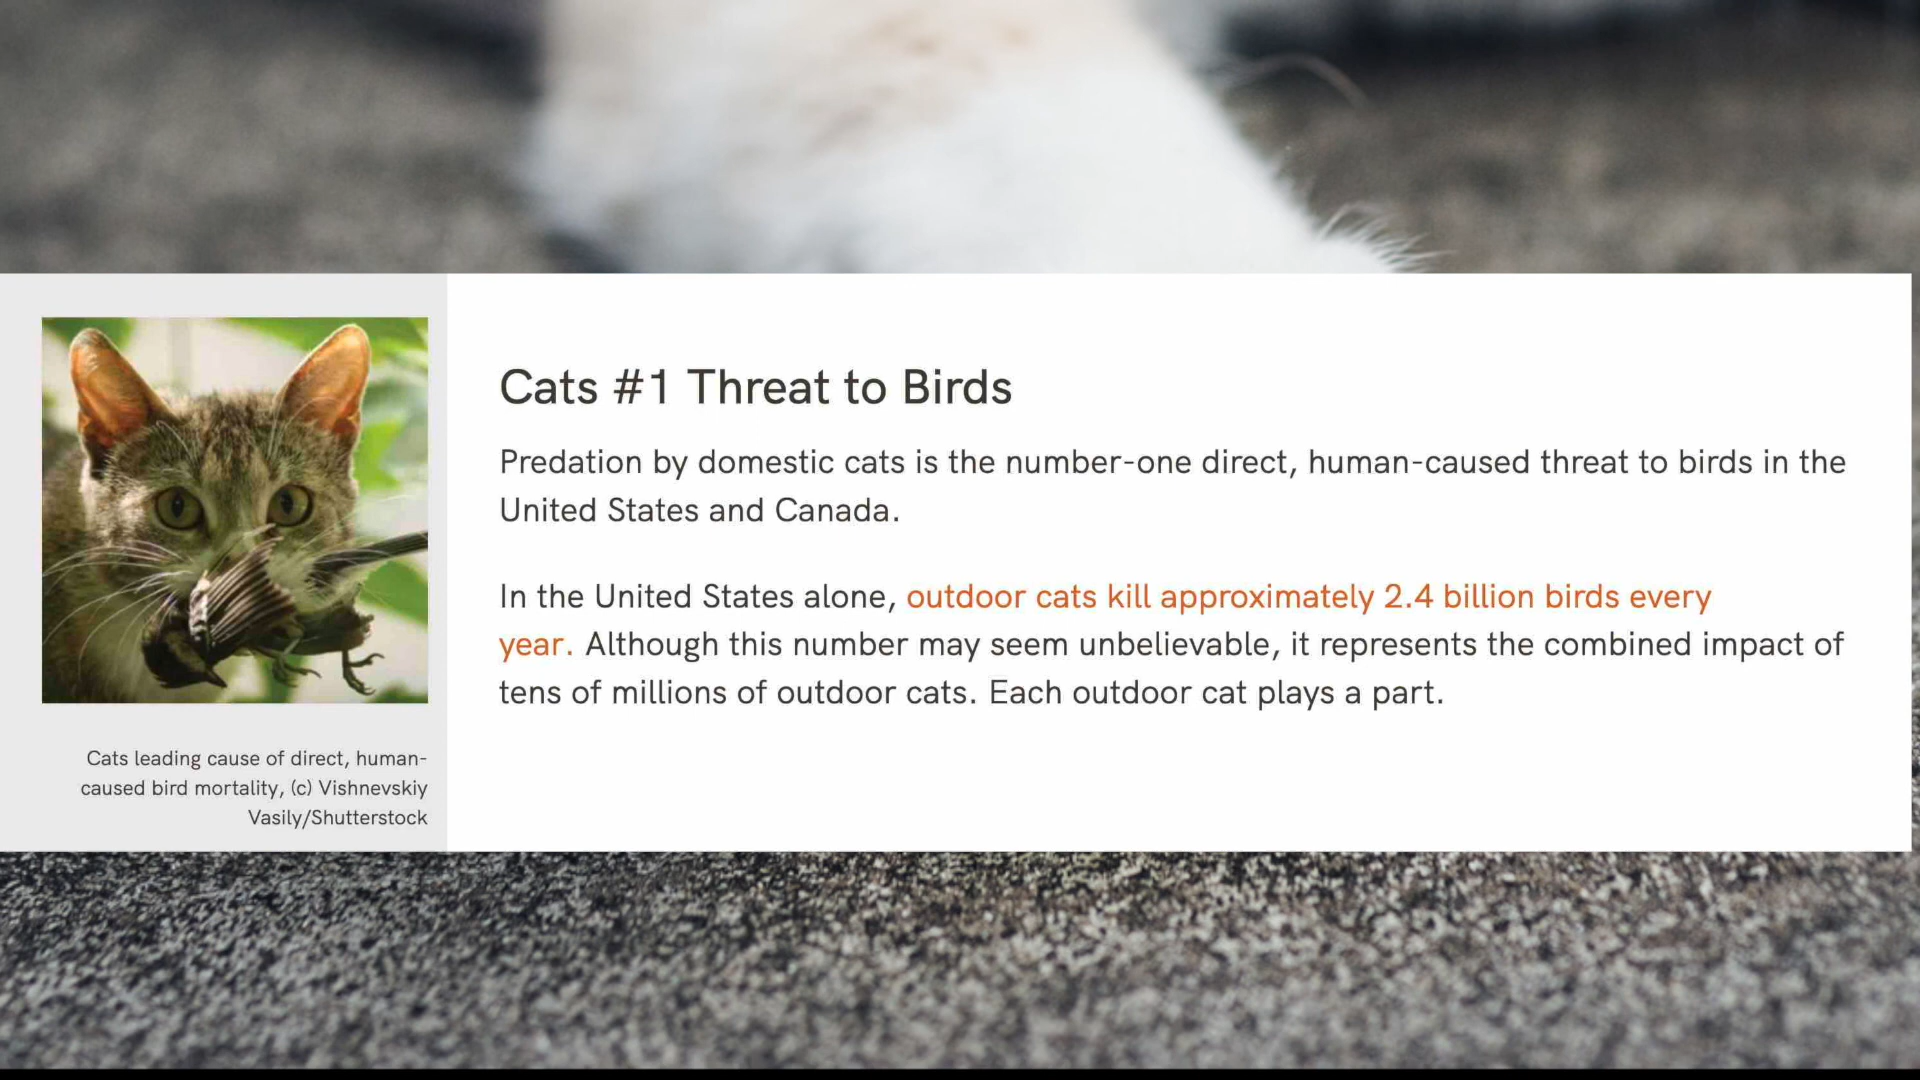 Cats #1 Threat to Birds
Predation by domestic cats is the number-one direct, human-caused threat to birds in the
United States and Canada.
In the United States alone, outdoor cats kill approximately 2.4 billion birds every
year. Although this number may seem unbelievable, it represents the combined impact of
tens of millions of outdoor cats. Each outdoor cat plays a part.
Cats leading cause of direct, human-
caused bird mortality, (c) Vishnevskiy
Vasily/Shutterstock